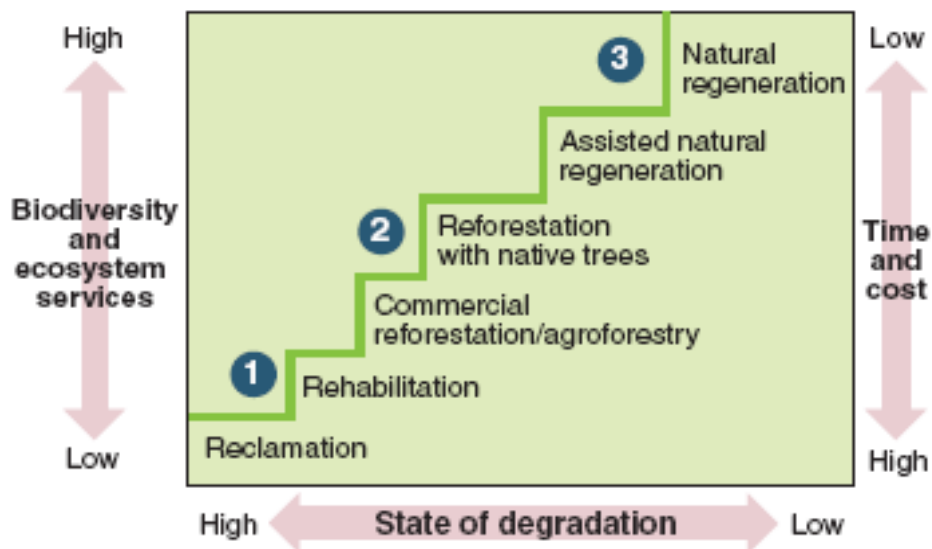 High
Low
3
Natural
regeneration
Assisted natural
regeneration
Biodiversity
and
ecosystem
services
2
Reforestation
with native trees
Time
and
cost
Commercial
reforestation/agroforestry
1
Rehabilitation
Reclamation
Low
High
High
State of degradation
Low